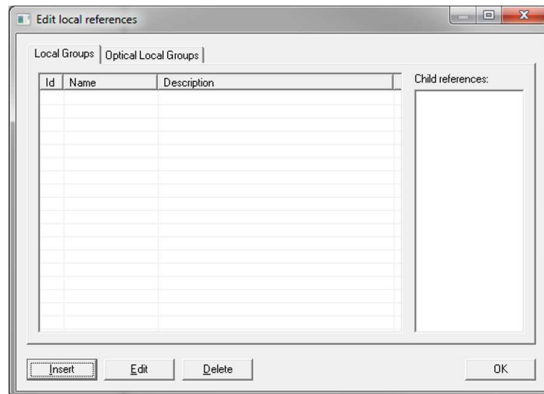 Edit local references
Local Groups Optical Local Groups
Id Name Description
Child references:
Insert Edit Delete OK